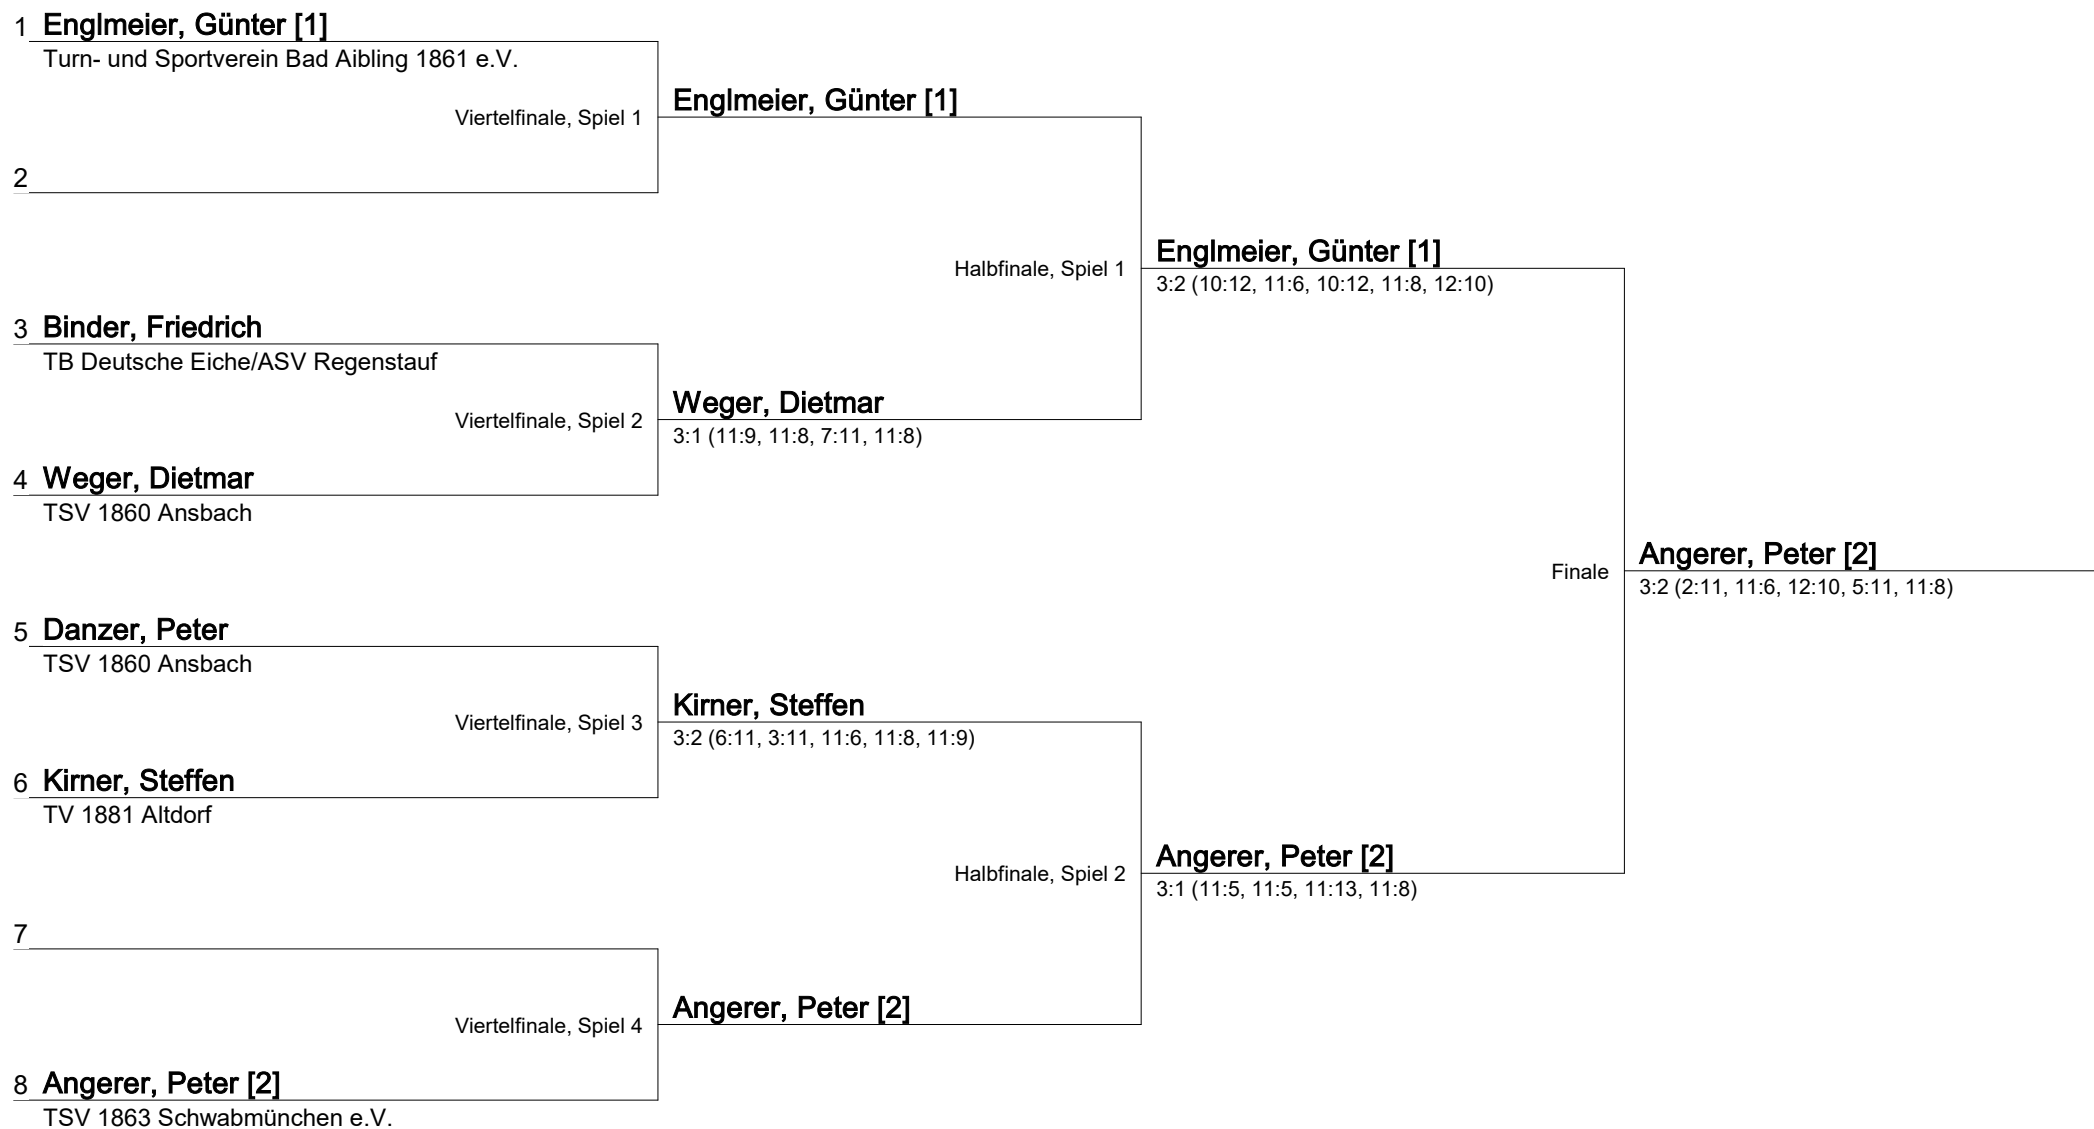 1 Englmeier, Günter [1]
Turn- und Sportverein Bad Aibling 1861 e.V.
Viertelfinale, Spiel 1
Englmeier, Günter [1]
2
Halbfinale, Spiel 1
Englmeier, Günter [1]
3:2 (10:12, 11:6, 10:12, 11:8, 12:10)
3 Binder, Friedrich
TB Deutsche Eiche/ASV Regenstauf
Viertelfinale, Spiel 2
Weger, Dietmar
3:1 (11:9, 11:8, 7:11, 11:8)
4 Weger, Dietmar
TSV 1860 Ansbach
Finale
Angerer, Peter [2]
3:2 (2:11, 11:6, 12:10, 5:11, 11:8)
5 Danzer, Peter
TSV 1860 Ansbach
Viertelfinale, Spiel 3
Kirner, Steffen
3:2 (6:11, 3:11, 11:6, 11:8, 11:9)
6 Kirner, Steffen
TV 1881 Altdorf
Halbfinale, Spiel 2
Angerer, Peter [2]
3:1 (11:5, 11:5, 11:13, 11:8)
7
Viertelfinale, Spiel 4
Angerer, Peter [2]
8 Angerer, Peter [2]
TSV 1863 Schwabmünchen e.V.